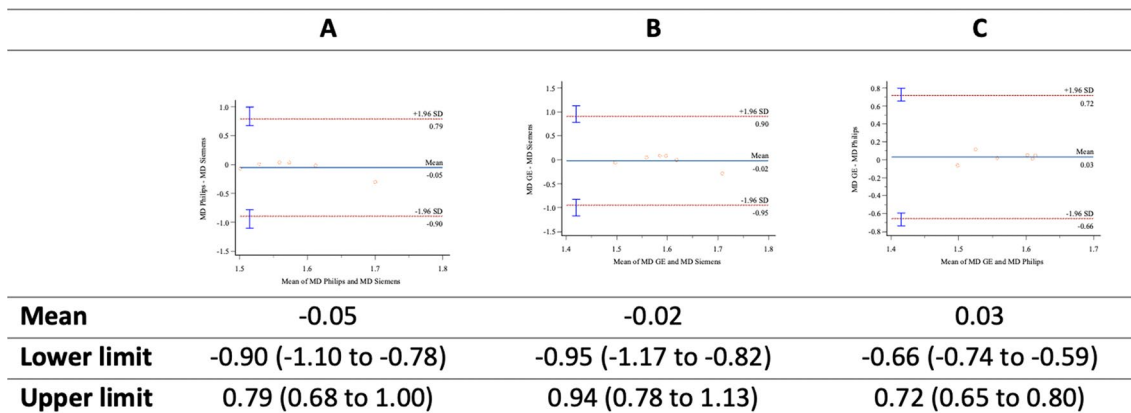 A B C
1.0
0.5
0
-0.5
-1.0
-1.5
MD Philips - MD Siemens
+1.96 SD
0.79
Mean
-0.05
-1.96 SD
-0.90
1.5 1.6 1.7 1.8
Mean of MD Philips and MD Siemens
1.5
1.0
0.5
0.0
-0.5
-1.0
-1.5
MD GE - MD Siemens
+1.96 SD
0.90
Mean
-0.02
-1.96 SD
-0.95
1.4 1.5 1.6 1.7 1.8
Mean of MD GE and MD Siemens
0.8
0.6
0.4
0.2
0
-0.2
-0.4
-0.6
-0.8
MD GE - MD Philips
+1.96 SD
0.72
Mean
0.03
-1.96 SD
-0.66
1.4 1.5 1.6 1.7
Mean of MD GE and MD Philips
Mean -0.05 -0.02 0.03
Lower limit -0.90 (-1.10 to -0.78) -0.95 (-1.17 to -0.82) -0.66 (-0.74 to -0.59)
Upper limit 0.79 (0.68 to 1.00) 0.94 (0.78 to 1.13) 0.72 (0.65 to 0.80)